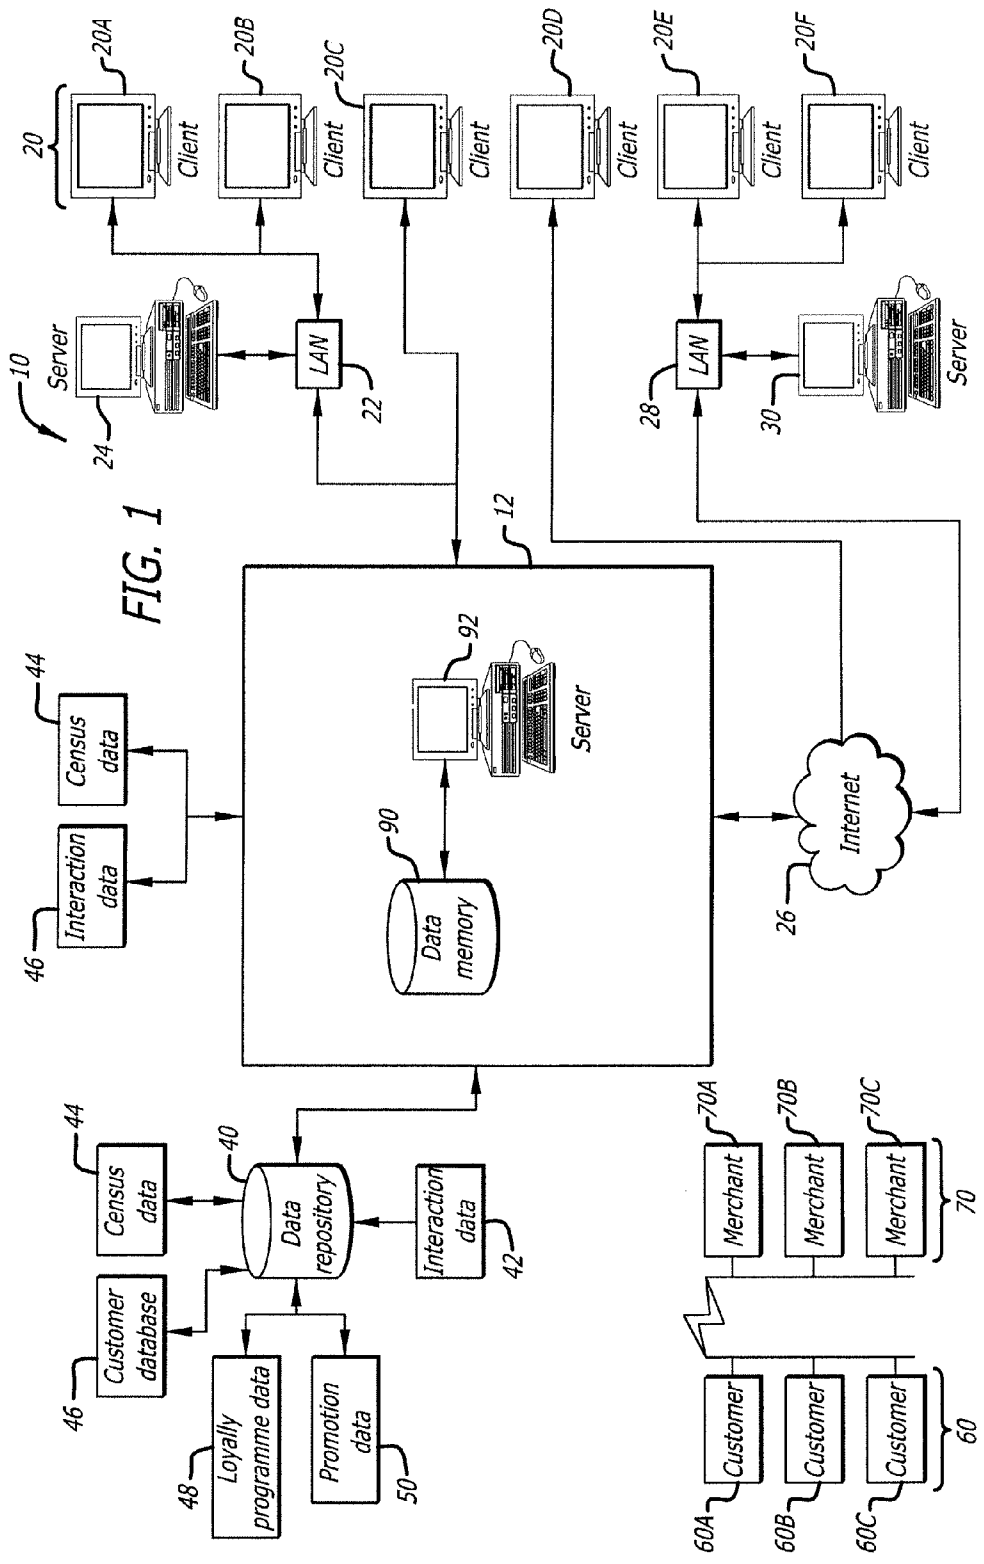 FIG. 1
10
20
20A
Client
20B
Client
20C
Client
20D
Client
20E
Client
20F
Client
Server
24
LAN
22
28
LAN
30
Server
12
92
Server
90
Data
memory
26
Internet
44
Census
data
46
Interaction
data
44
Census
data
46
Customer
database
40
Data
repository
Interaction
data
42
48
Loyally
programme data
Promotion
data
50
Merchant
70A
Merchant
70B
Merchant
70C
70
Customer
60A
Customer
60B
Customer
60C
60